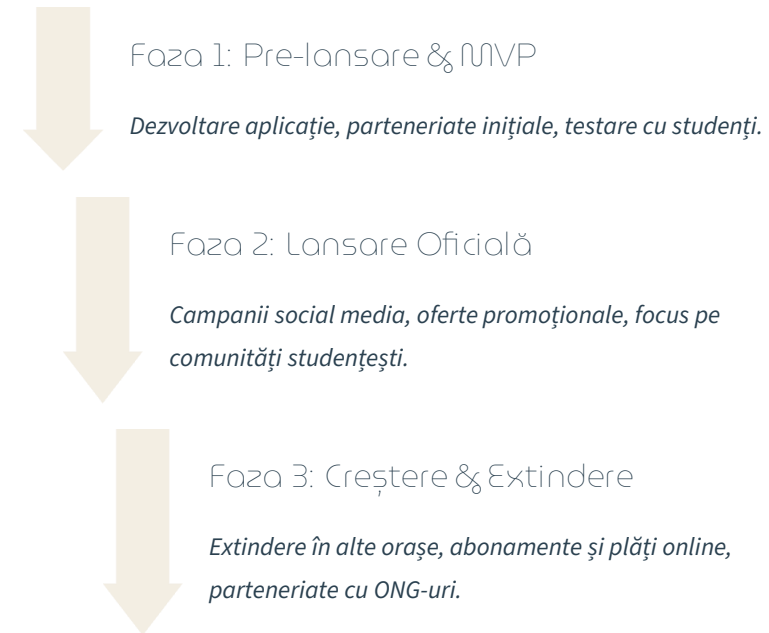 Faza 1: Pre-lansare & MVP
Dezvoltare aplicație, parteneriate inițiale, testare cu studenți.
Faza 2: Lansare Oficială
Campanii social media, oferte promoționale, focus pe
comunități studențești.
Faza 3: Creștere & Extindere
Extindere în alte orașe, abonamente și plăți online,
parteneriate cu ONG-uri.